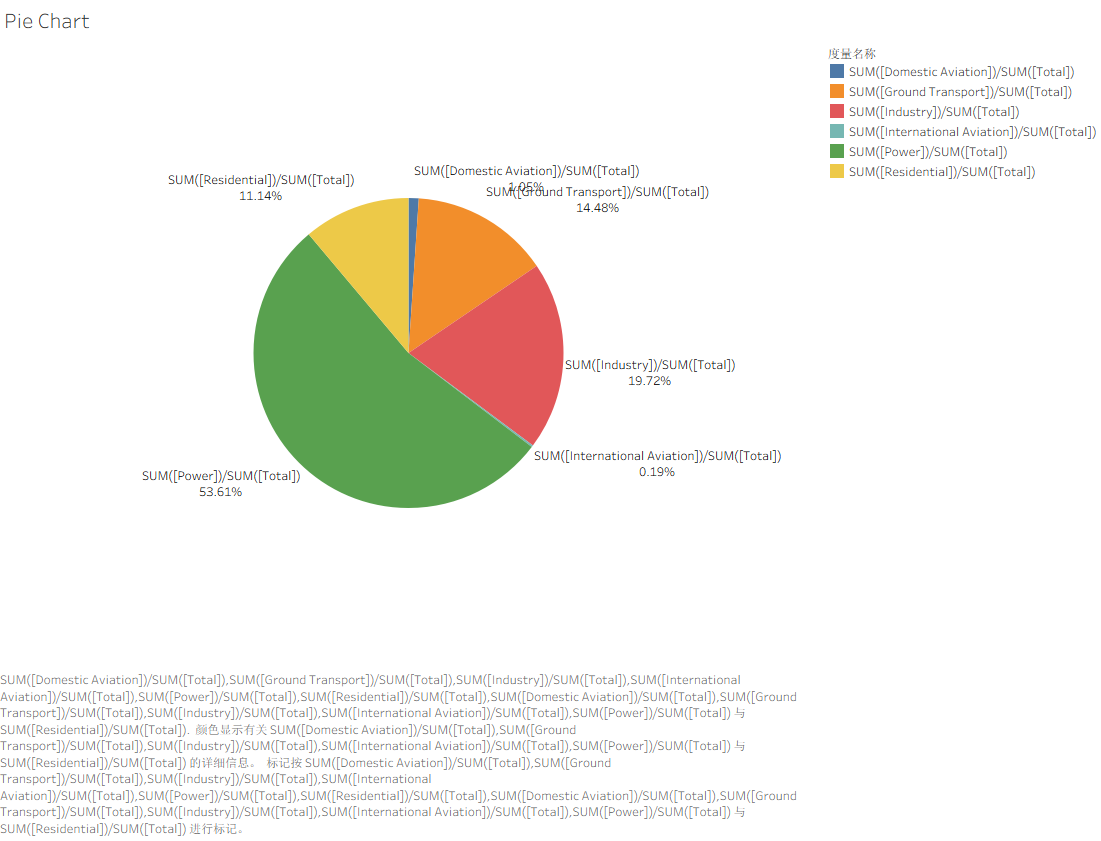 Pie Chart
度量名称
SUM([Domestic Aviation])/SUM([Total])
SUM([Ground Transport])/SUM([Total])
SUM([Industry])/SUM([Total])
SUM([International Aviation])/SUM([Total])
SUM([Power])/SUM([Total])
SUM([Residential])/SUM([Total])
SUM([Domestic Aviation])/SUM([Total])
1.05%
SUM([Residential])/SUM([Total])
11.14%
SUM([Ground Transport])/SUM([Total])
14.48%
SUM([Industry])/SUM([Total])
19.72%
SUM([International Aviation])/SUM([Total])
0.19%
SUM([Power])/SUM([Total])
53.61%
SUM([Domestic Aviation])/SUM([Total]),SUM([Ground Transport])/SUM([Total]),SUM([Industry])/SUM([Total]),SUM([International
Aviation])/SUM([Total]),SUM([Power])/SUM([Total]),SUM([Residential])/SUM([Total]),SUM([Domestic Aviation])/SUM([Total]),SUM([Ground
Transport])/SUM([Total]),SUM([Industry])/SUM([Total]),SUM([International Aviation])/SUM([Total]),SUM([Power])/SUM([Total]) 与
SUM([Residential])/SUM([Total]). 颜色显示有关 SUM([Domestic Aviation])/SUM([Total]),SUM([Ground
Transport])/SUM([Total]),SUM([Industry])/SUM([Total]),SUM([International Aviation])/SUM([Total]),SUM([Power])/SUM([Total]) 与
SUM([Residential])/SUM([Total]) 的详细信息。 标记按 SUM([Domestic Aviation])/SUM([Total]),SUM([Ground
Transport])/SUM([Total]),SUM([Industry])/SUM([Total]),SUM([International
Aviation])/SUM([Total]),SUM([Power])/SUM([Total]),SUM([Residential])/SUM([Total]),SUM([Domestic Aviation])/SUM([Total]),SUM([Ground
Transport])/SUM([Total]),SUM([Industry])/SUM([Total]),SUM([International Aviation])/SUM([Total]),SUM([Power])/SUM([Total]) 与
SUM([Residential])/SUM([Total]) 进行标记。